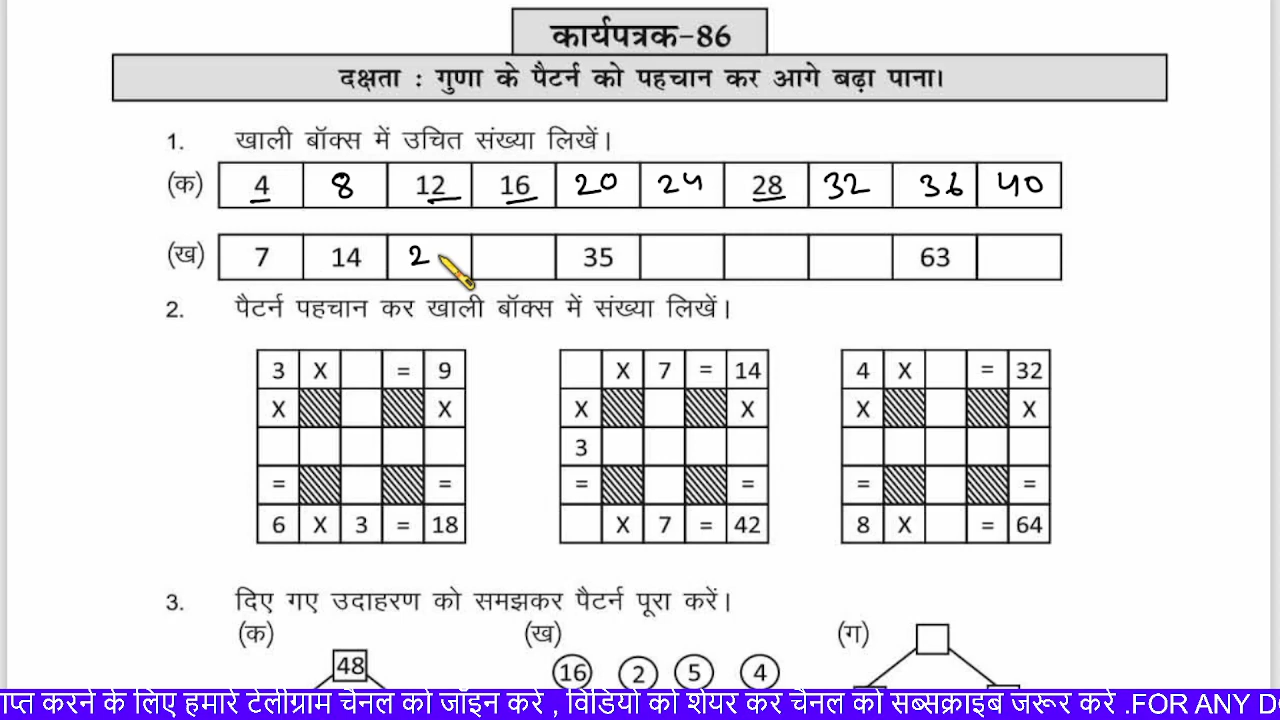 कार्यपत्रक-86
दक्षता : गुणा के पैटर्न को पहचान कर आगे बढ़ा पाना।
1. खाली बॉक्स में उचित संख्या लिखें।
(क) 4 8 12 16 20 24 28 32 36 40
(ख) 7 14 2 35 63
2. पैटर्न पहचान कर खाली बॉक्स में संख्या लिखें।
3 X = 9 X 7 = 14 4 X = 32
X X X X X X
3
= = = = = =
6 X 3 = 18 X 7 = 42 8 X = 64
3. दिए गए उदाहरण को समझकर पैटर्न पूरा करें।
(क) (ख) (ग)
48 16 2 5 4
करने के लिए हमारे टेलीग्राम चैनल को जॉइन करे , विडियो को शेयर कर चैनल को सब्सक्राइब जरूर करे .FOR ANY